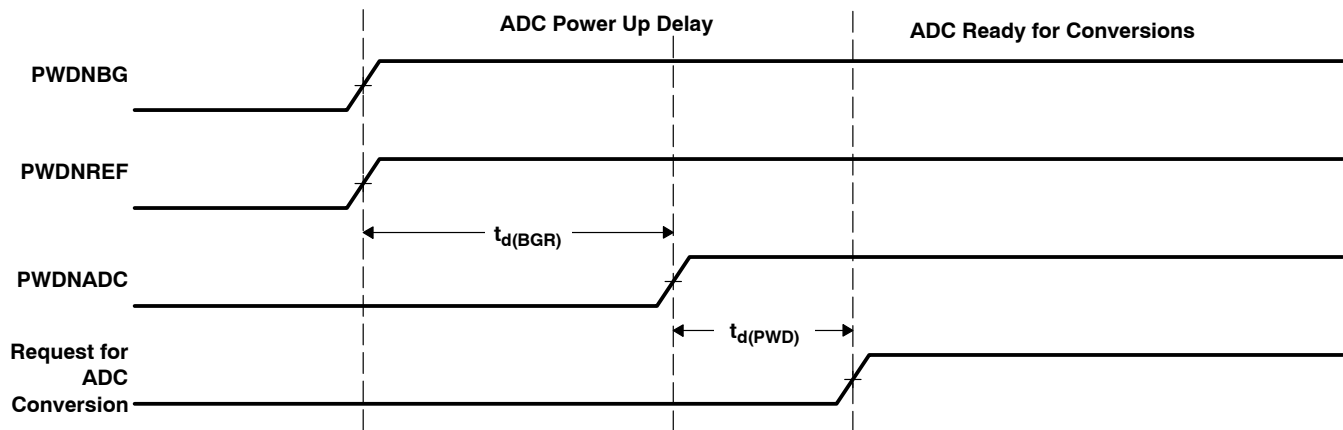 ADC Power Up Delay
ADC Ready for Conversions
PWDNBG
PWDNREF
td(BGR)
PWDNADC
td(PWD)
Request for
ADC
Conversion